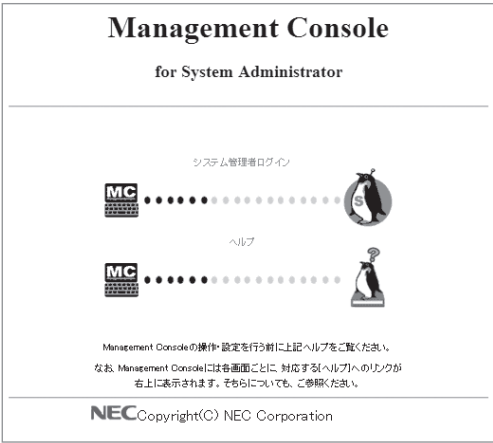 Management Console
for System Administrator
システム管理者ログイン
MC
S
ヘルプ
MC
?
Management Consoleの操作・設定を行う前に上記ヘルプをご覧ください。
なお、Management Consoleには各画面ごとに、対応する[ヘルプ]へのリンクが
右上に表示されます。そちらについても、ご参照ください。
NEC Copyright(C) NEC Corporation